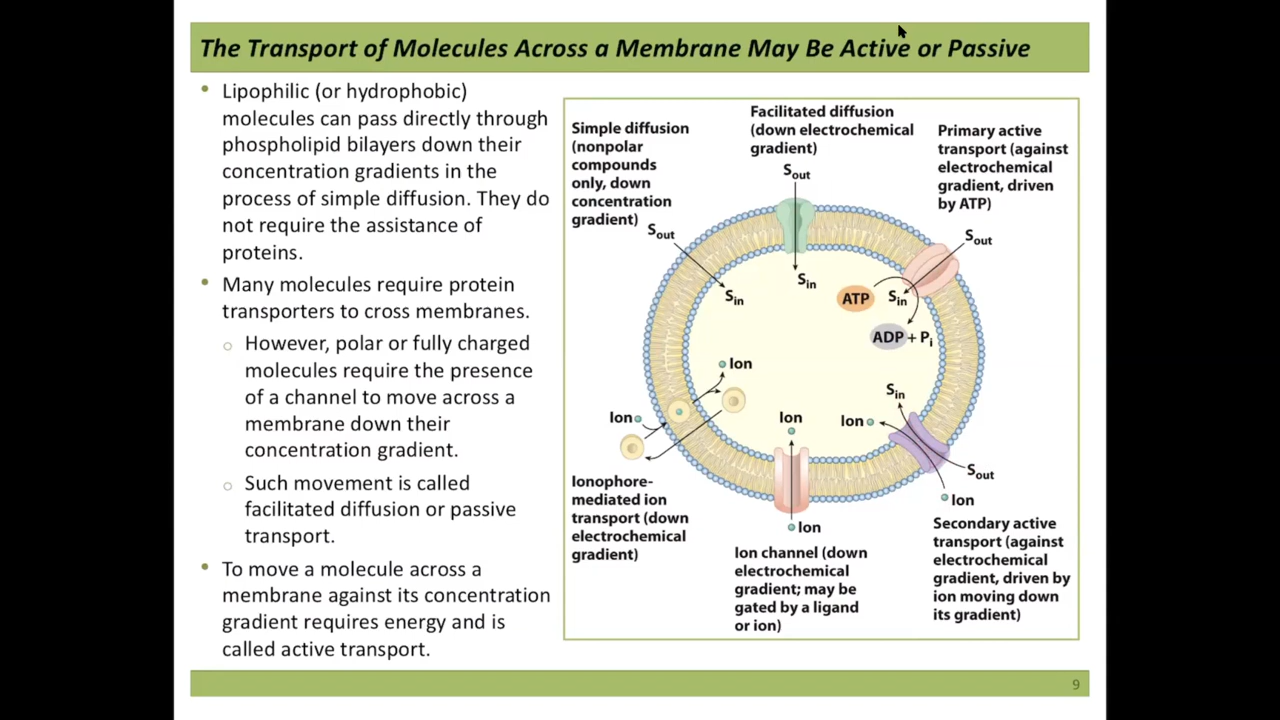 The Transport of Molecules Across a Membrane May Be Active or Passive
• Lipophilic (or hydrophobic)
molecules can pass directly through
phospholipid bilayers down their
concentration gradients in the
process of simple diffusion. They do
not require the assistance of
proteins.
• Many molecules require protein
transporters to cross membranes.
○ However, polar or fully charged
molecules require the presence
of a channel to move across a
membrane down their
concentration gradient.
○ Such movement is called
facilitated diffusion or passive
transport.
• To move a molecule across a
membrane against its concentration
gradient requires energy and is
called active transport.
Simple diffusion
(nonpolar
compounds
only, down
concentration
gradient)
Sout
Sin
Facilitated diffusion
(down electrochemical
gradient)
Sout
Sin
Primary active
transport (against
electrochemical
gradient, driven
by ATP)
Sout
ATP
Sin
ADP + Pi
Ion
Ion
Ionophore-
mediated ion
transport (down
electrochemical
gradient)
Ion
Ion
Ion channel (down
electrochemical
gradient; may be
gated by a ligand
or ion)
Sin
Ion
Sout
Ion
Secondary active
transport (against
electrochemical
gradient, driven by
ion moving down
its gradient)
9